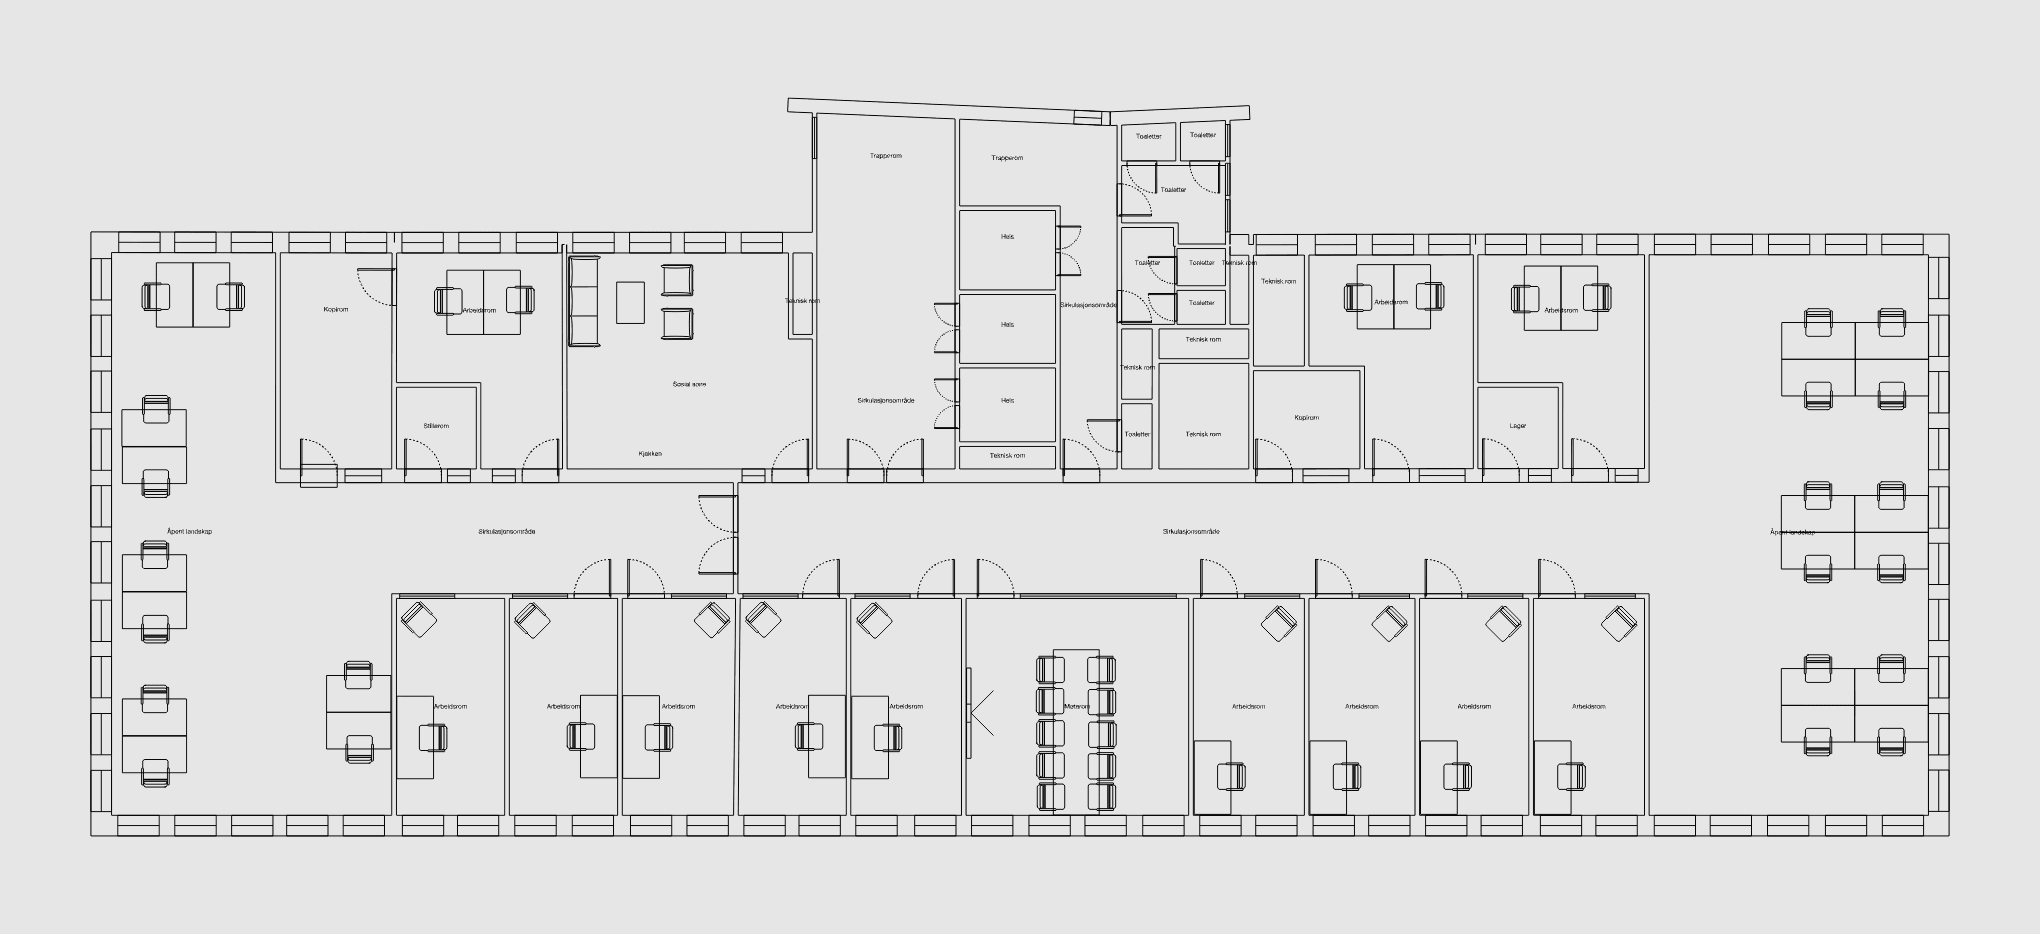 Toaletter
Toaletter
Trapperom
Trapperom
Toaletter
Heis
Toaletter
Toaletter
Teknisk rom
Teknisk rom
Teknisk rom
Toaletter
Sirkulasjonsområde
Arbeidsrom
Kopirom
Arbeidsrom
Arbeidsrom
Heis
Teknisk rom
Teknisk rom
Sosial sone
Sirkulasjonsområde
Heis
Kopirom
Stillerom
Lager
Toaletter
Teknisk rom
Kjøkken
Teknisk rom
Åpent landskap
Sirkulasjonsområde
Sirkulasjonsområde
Åpent landskap
Arbeidsrom
Arbeidsrom
Arbeidsrom
Arbeidsrom
Arbeidsrom
Møterom
Arbeidsrom
Arbeidsrom
Arbeidsrom
Arbeidsrom